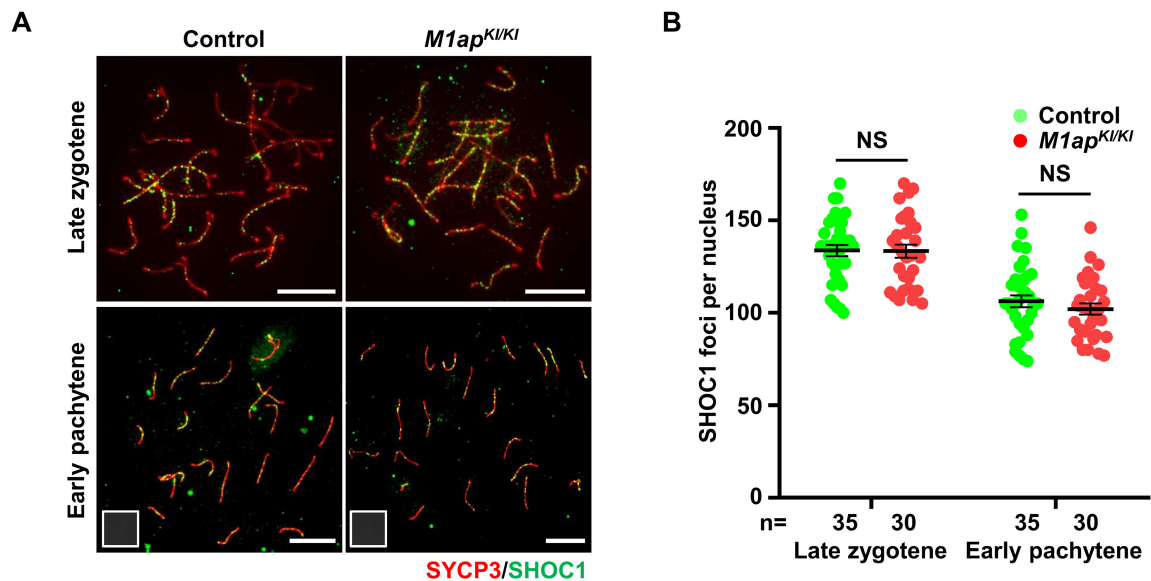 A
Control
M1ap^KI/KI
Late zygotene
Early pachytene
SYCP3/SHOC1
B
Control
M1ap^KI/KI
NS
NS
SHOC1 foci per nucleus
200
150
100
50
0
n= 35 30 35 30
Late zygotene Early pachytene